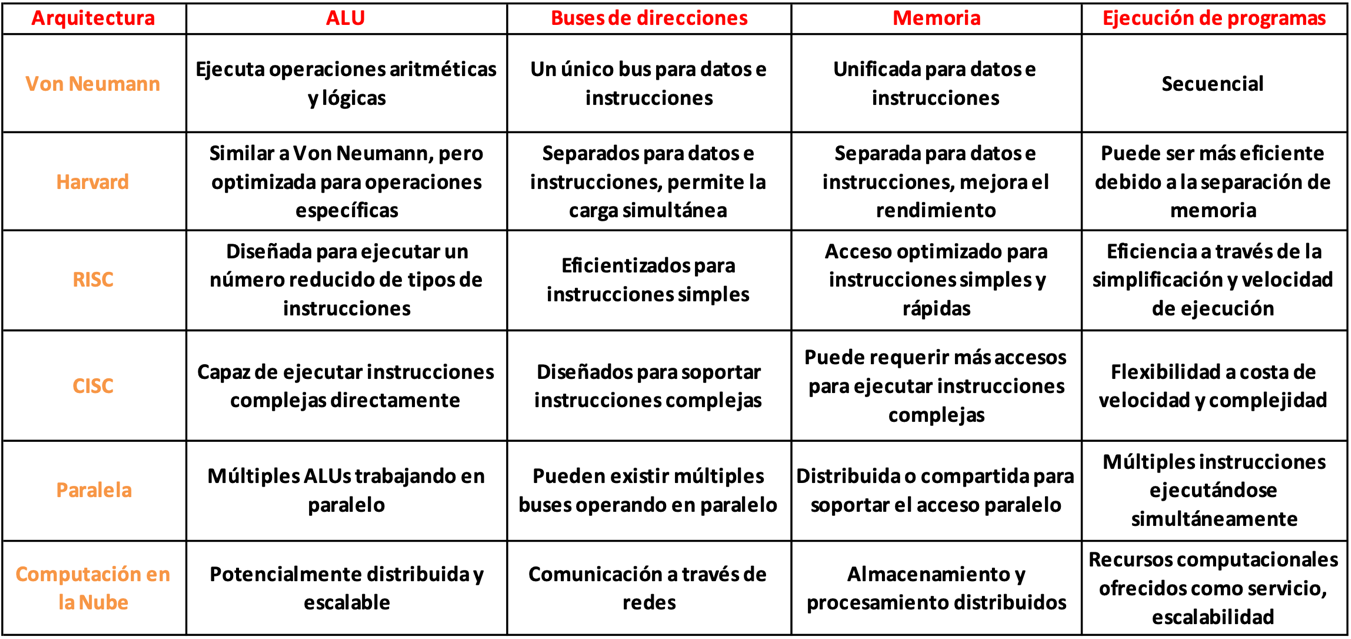 Arquitectura
ALU
Buses de direcciones
Memoria
Ejecución de programas
Von Neumann
Ejecuta operaciones aritméticas
y lógicas
Un único bus para datos e
instrucciones
Unificada para datos e
instrucciones
Secuencial
Harvard
Similar a Von Neumann, pero
optimizada para operaciones
específicas
Separados para datos e
instrucciones, permite la
carga simultánea
Separada para datos e
instrucciones, mejora el
rendimiento
Puede ser más eficiente
debido a la separación de
memoria
RISC
Diseñada para ejecutar un
número reducido de tipos de
instrucciones
Eficientizados para
instrucciones simples
Acceso optimizado para
instrucciones simples y
rápidas
Eficiencia a través de la
simplificación y velocidad
de ejecución
CISC
Capaz de ejecutar instrucciones
complejas directamente
Diseñados para soportar
instrucciones complejas
Puede requerir más accesos
para ejecutar instrucciones
complejas
Flexibilidad a costa de
velocidad y complejidad
Paralela
Múltiples ALUs trabajando en
paralelo
Pueden existir múltiples
buses operando en paralelo
Distribuida o compartida para
soportar el acceso paralelo
Múltiples instrucciones
ejecutándose
simultáneamente
Computación en
la Nube
Potencialmente distribuida y
escalable
Comunicación a través de
redes
Almacenamiento y
procesamiento distribuidos
Recursos computacionales
ofrecidos como servicio,
escalabilidad